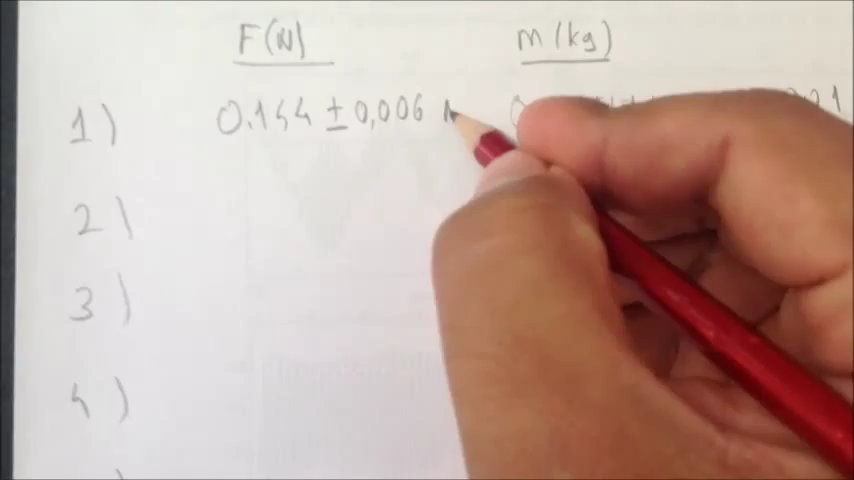 F(N) m(kg)
1) 0.144 ± 0,006
2)
3)
4)